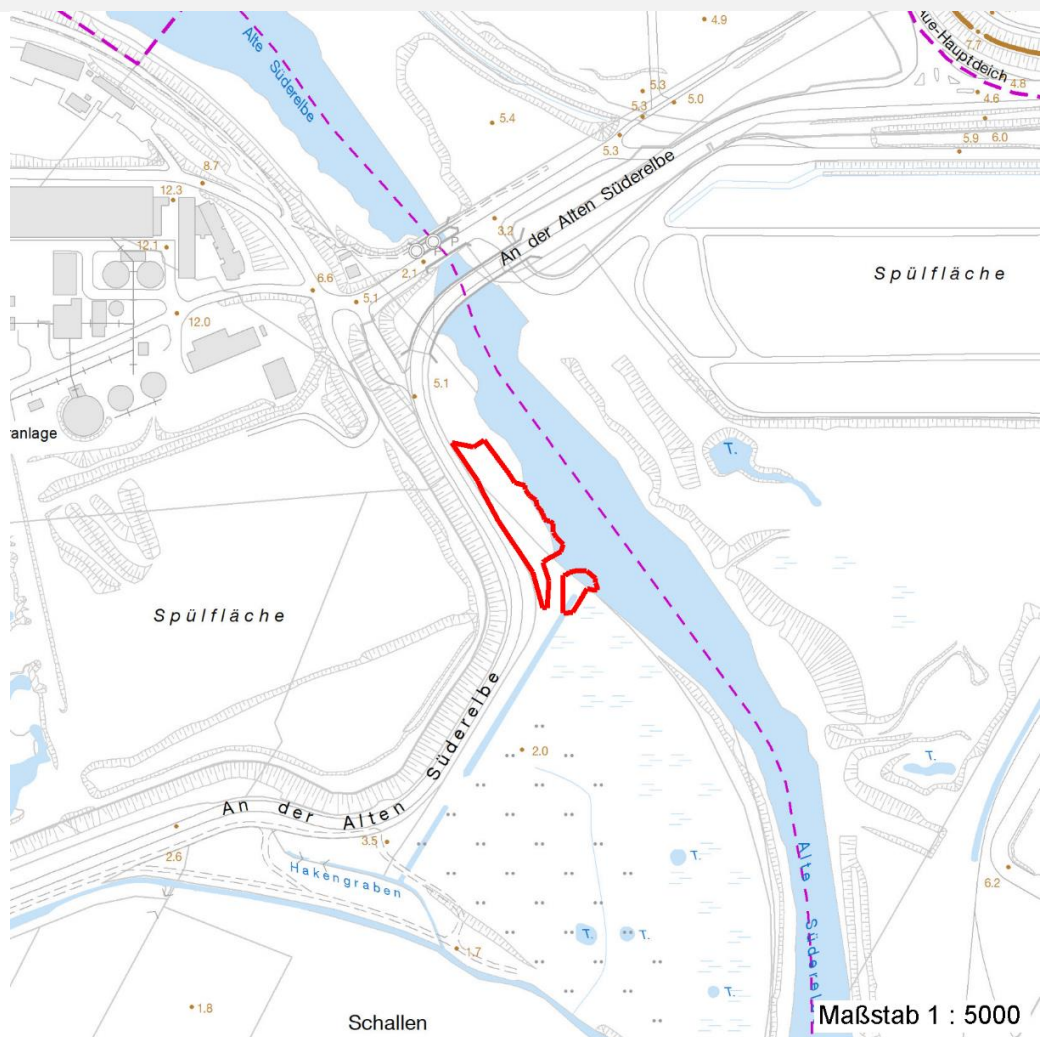 4.9
Alte Süderelbe
ue-Hauptdeich
7.7
4.8
5.3
5.0
5.3
4.6
5.4
5.3
5.9
6.0
8.7
12.3
An der Alten Süderelbe
3.2
P
P
12.1
2.1
6.6
5.1
Spülfläche
12.0
5.1
anlage
T.
Spülfläche
An der Alten Süderelbe
2.0
T.
3.5
2.6
Hakengraben
T.
Alte Süderel
6.2
T.
T.
1.7
T.
1.8
Schallen
Maßstab 1 : 5000